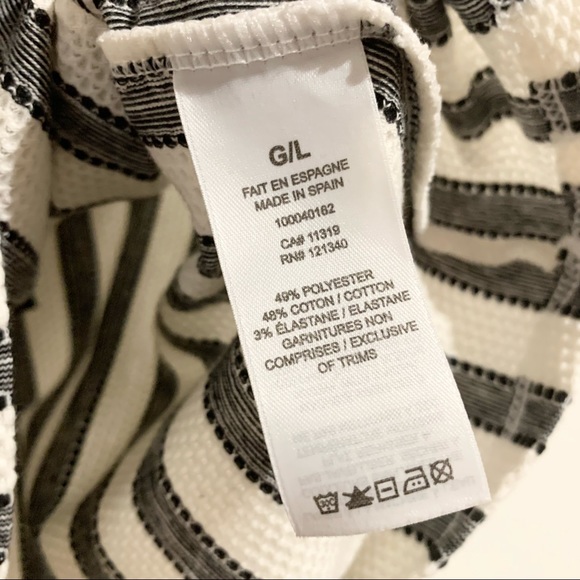 G/L
FAIT EN ESPAGNE
MADE IN SPAIN
100040162
CA# 11319
RN# 121340
49% POLYESTER
48% COTON / COTTON
3% ÉLASTANE / ELASTANE
GARNITURES NON
COMPRISES / EXCLUSIVE
OF TRIMS